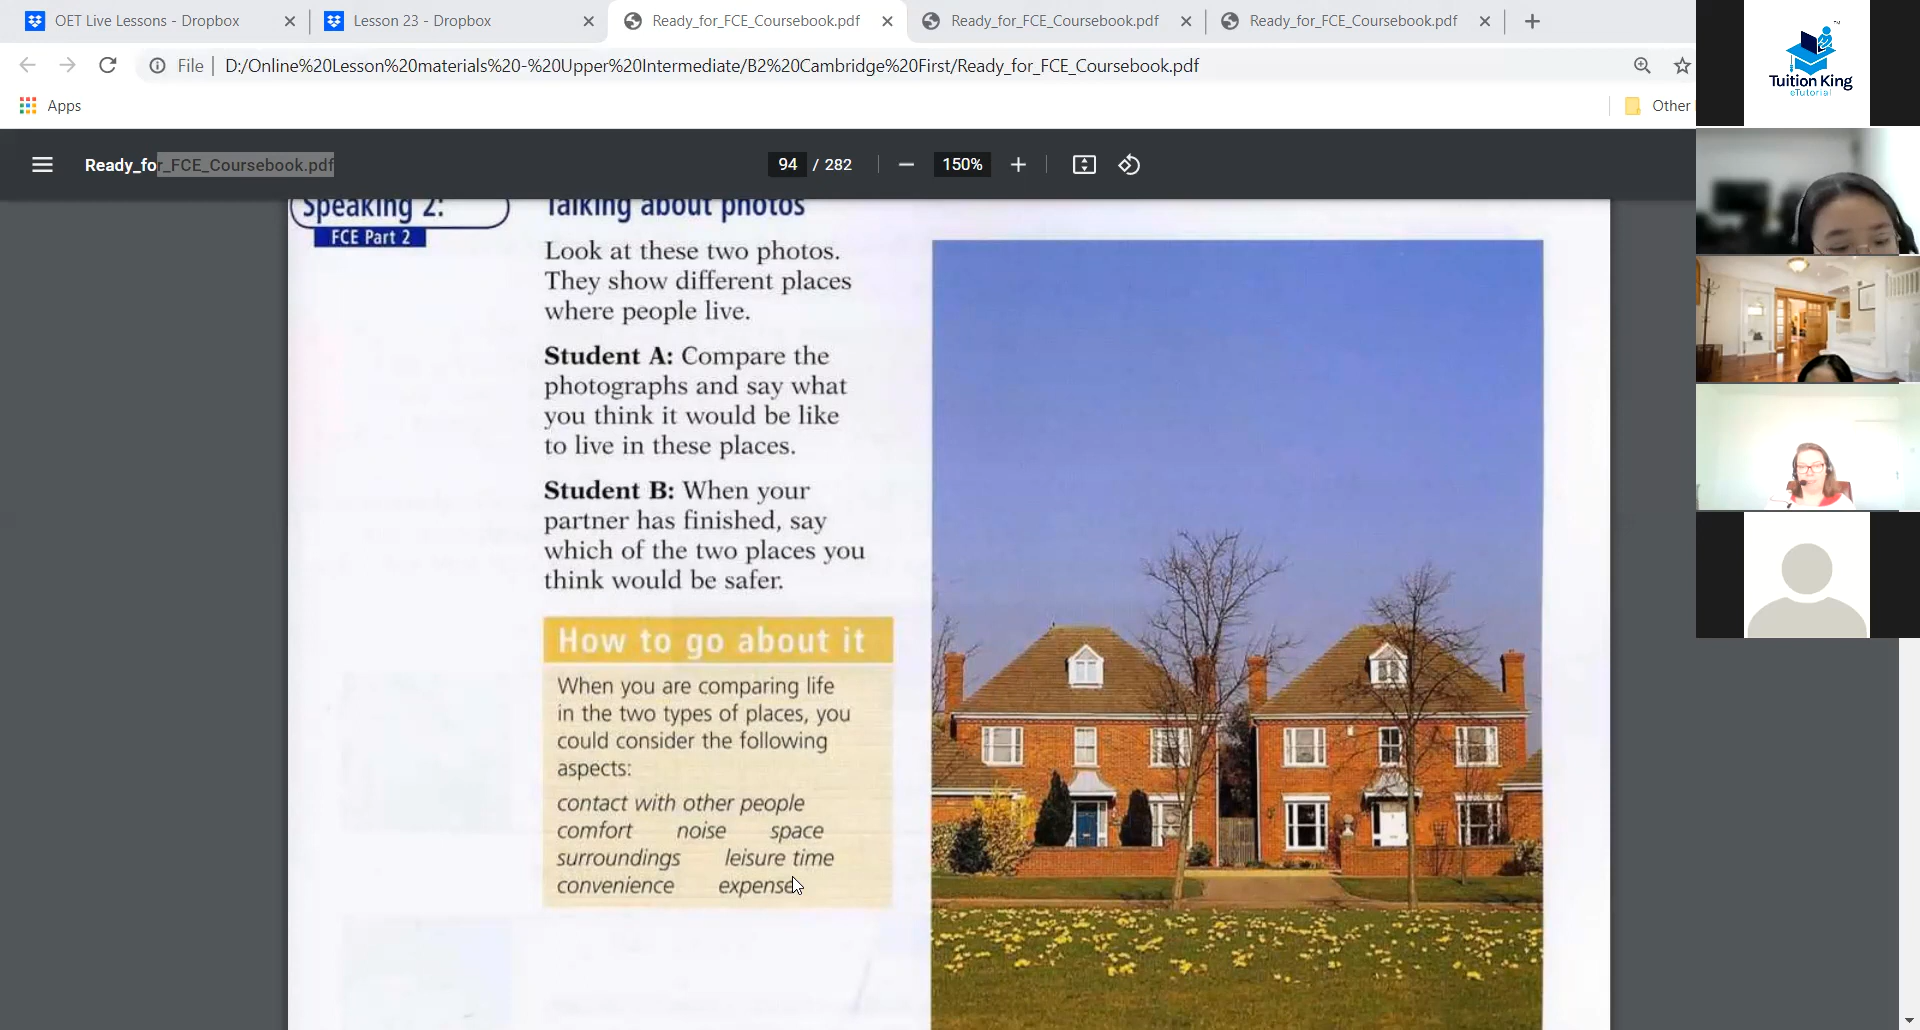 OET Live Lessons - Dropbox
Lesson 23 - Dropbox
Ready_for_FCE_Coursebook.pdf
Ready_for_FCE_Coursebook.pdf
Ready_for_FCE_Coursebook.pdf
File
D:/Online%20Lesson%20materials%20-%20Upper%20Intermediate/B2%20Cambridge%20First/Ready_for_FCE_Coursebook.pdf
Apps
Other
Ready_for_FCE_Coursebook.pdf
94 / 282
150%
Tuition King
eTutorial
Speaking 2:
FCE Part 2
Talking about photos
Look at these two photos.
They show different places
where people live.
Student A: Compare the
photographs and say what
you think it would be like
to live in these places.
Student B: When your
partner has finished, say
which of the two places you
think would be safer.
How to go about it
When you are comparing life
in the two types of places, you
could consider the following
aspects:
contact with other people
comfort noise space
surroundings leisure time
convenience expense